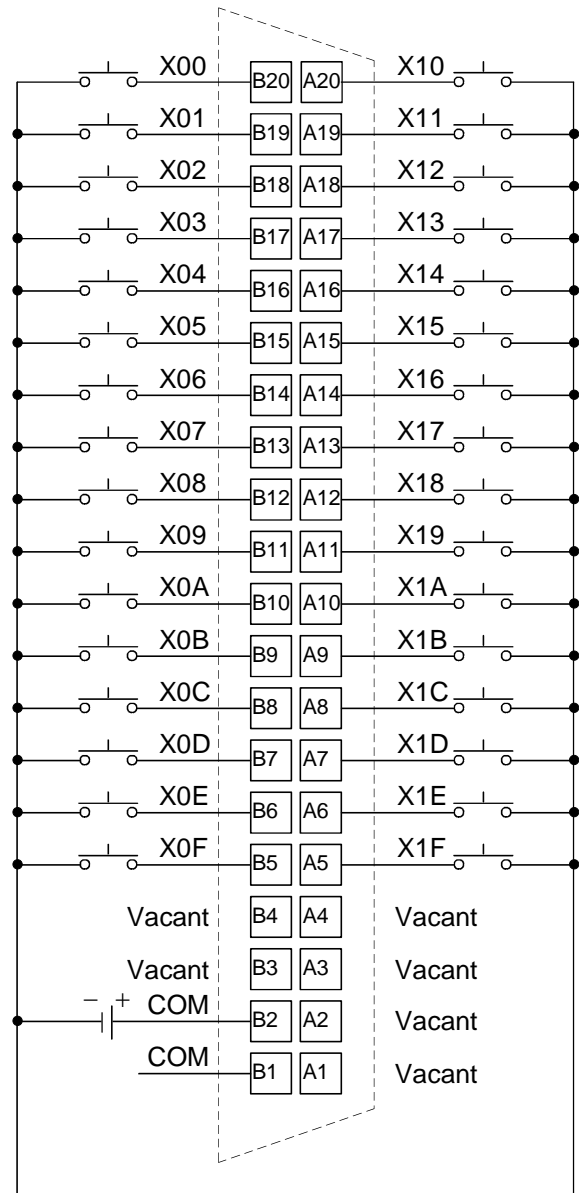 X00 B20 A20 X10
X01 B19 A19 X11
X02 B18 A18 X12
X03 B17 A17 X13
X04 B16 A16 X14
X05 B15 A15 X15
X06 B14 A14 X16
X07 B13 A13 X17
X08 B12 A12 X18
X09 B11 A11 X19
X0A B10 A10 X1A
X0B B9 A9 X1B
X0C B8 A8 X1C
X0D B7 A7 X1D
X0E B6 A6 X1E
X0F B5 A5 X1F
Vacant B4 A4 Vacant
Vacant B3 A3 Vacant
− + COM B2 A2 Vacant
COM B1 A1 Vacant